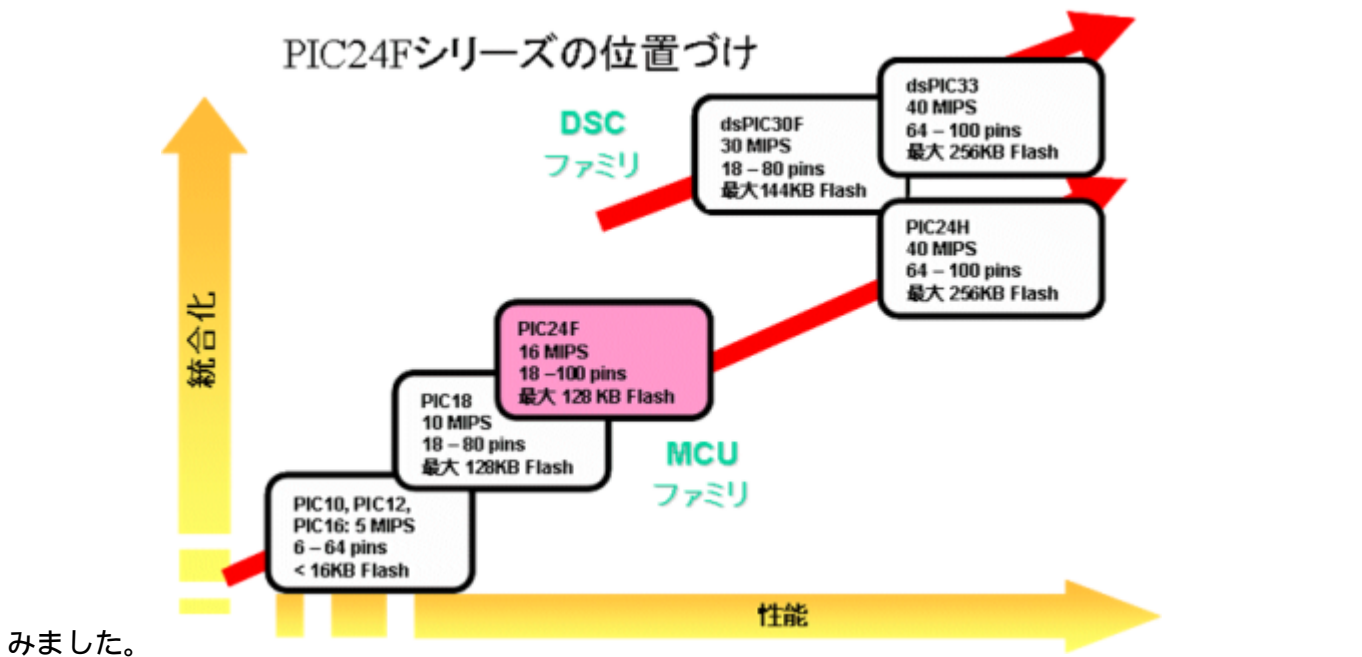 PIC24Fシリーズの位置づけ
DSC
ファミリ
dsPIC30F
30 MIPS
18 – 80 pins
最大144KB Flash
dsPIC33
40 MIPS
64 – 100 pins
最大 256KB Flash
PIC24H
40 MIPS
64 – 100 pins
最大 256KB Flash
統合化
PIC24F
16 MIPS
18 –100 pins
最大 128 KB Flash
PIC18
10 MIPS
18 – 80 pins
最大 128KB Flash
MCU
ファミリ
PIC10, PIC12,
PIC16: 5 MIPS
6 – 64 pins
< 16KB Flash
性能
みました。